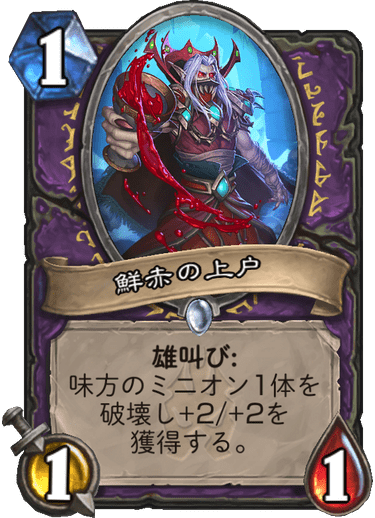 1
鮮赤の上戸
雄叫び:
味方のミニオン1体を
破壊し+2/+2を
獲得する。
1
1